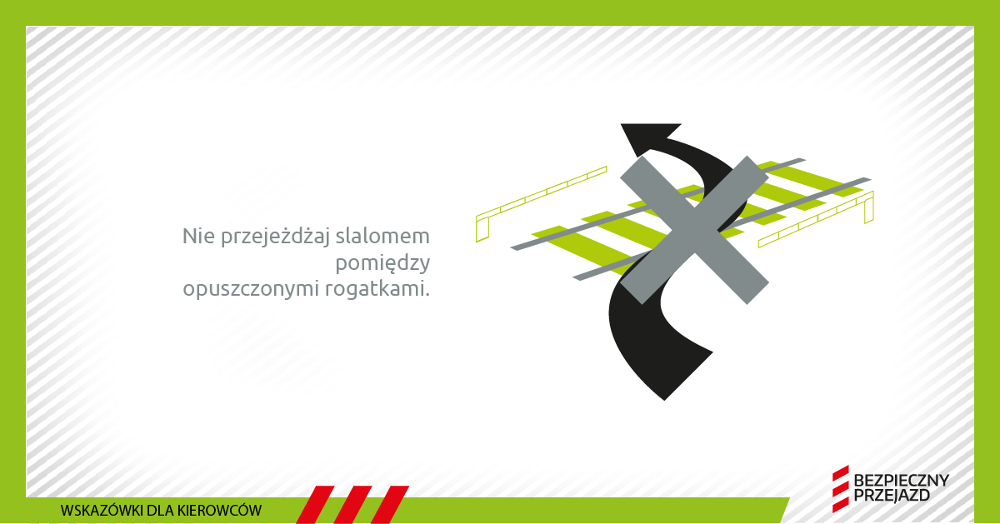 Nie przejeżdżaj slalomem
pomiędzy
opuszczonymi rogatkami.
WSKAZÓWKI DLA KIEROWCÓW
BEZPIECZNY
PRZEJAZD